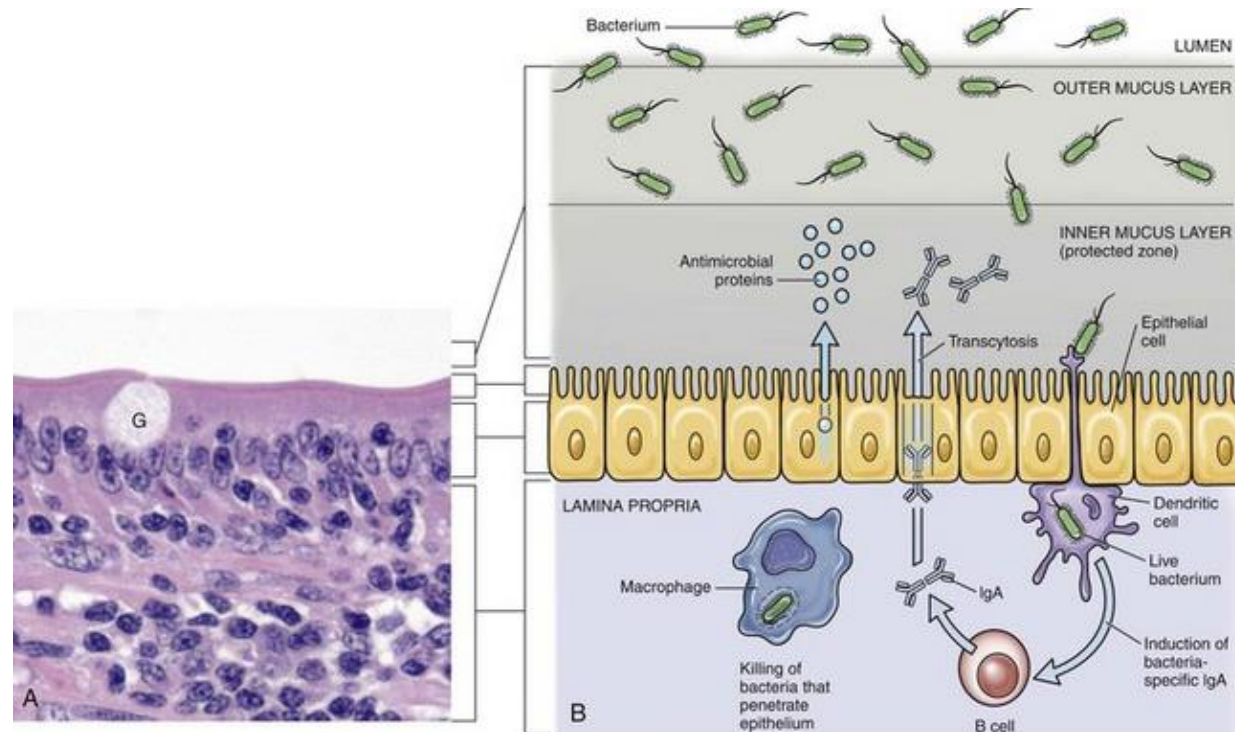 Bacterium
LUMEN
OUTER MUCUS LAYER
INNER MUCUS LAYER
(protected zone)
Antimicrobial
proteins
Epithelial
cell
Transcytosis
G
LAMINA PROPRIA
Dendritic
cell
Macrophage
Live
bacterium
IgA
Induction of
bacteria-
specific IgA
Killing of
bacteria that
penetrate
epithelium
B cell
A
B